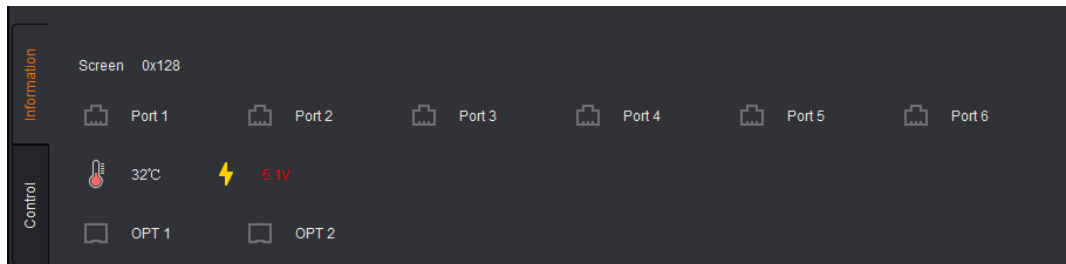 Information
Control
Screen 0x128
Port 1 Port 2 Port 3 Port 4 Port 5 Port 6
32℃ 5.1V
OPT 1 OPT 2